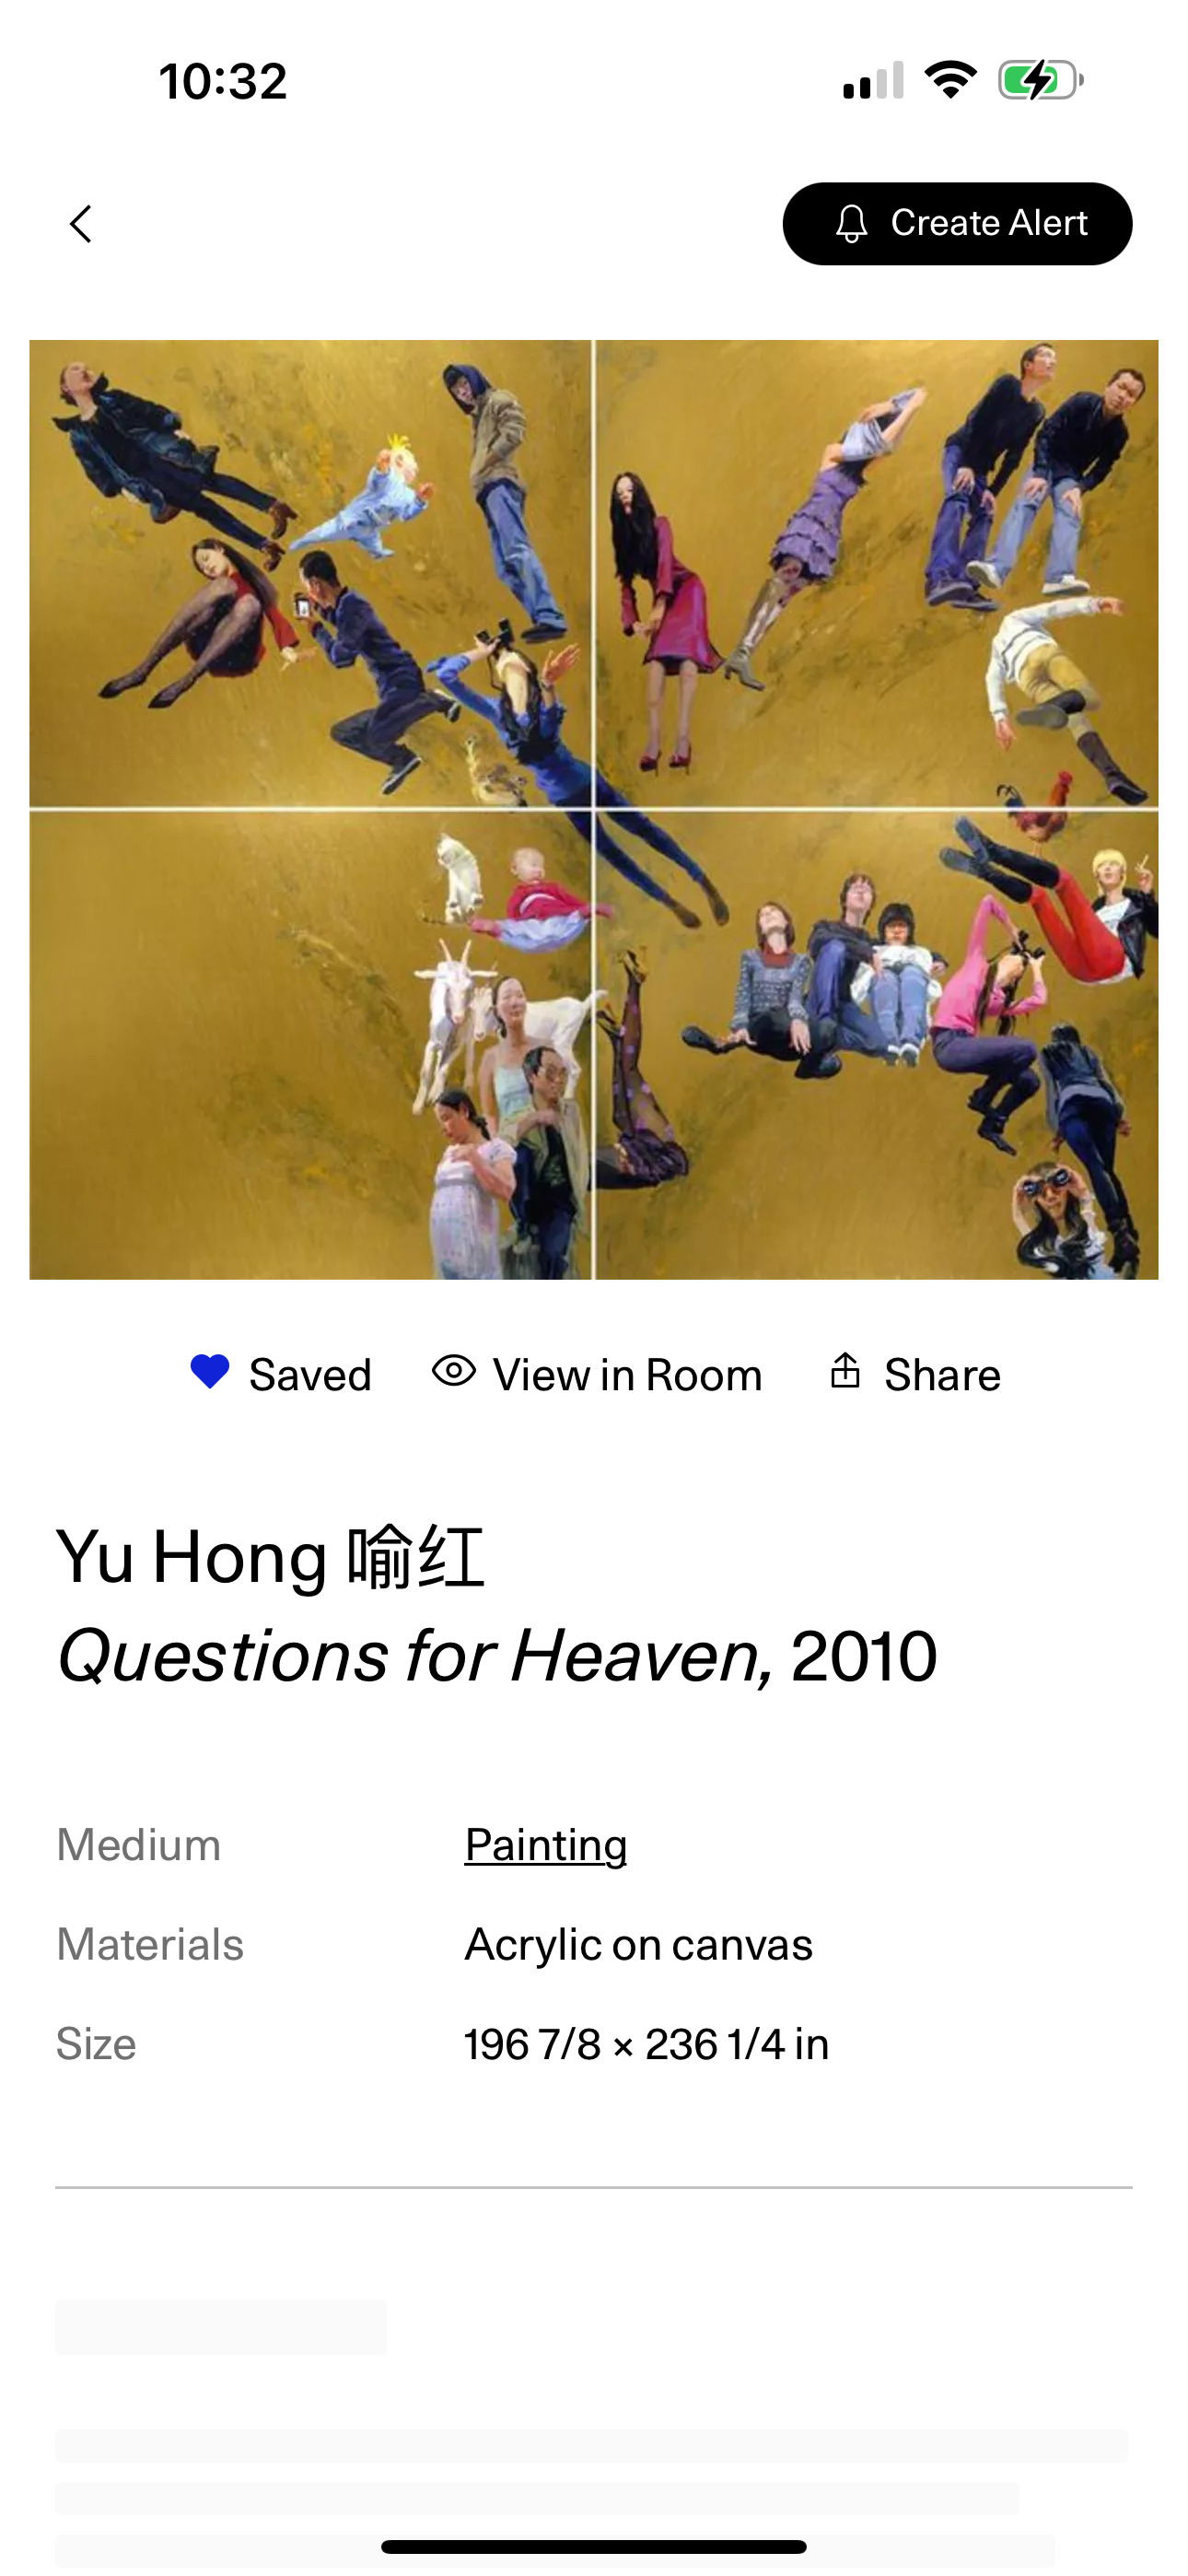 10:32
Create Alert
Saved View in Room Share
Yu Hong 喻红
Questions for Heaven, 2010
Medium Painting
Materials Acrylic on canvas
Size 196 7/8 × 236 1/4 in